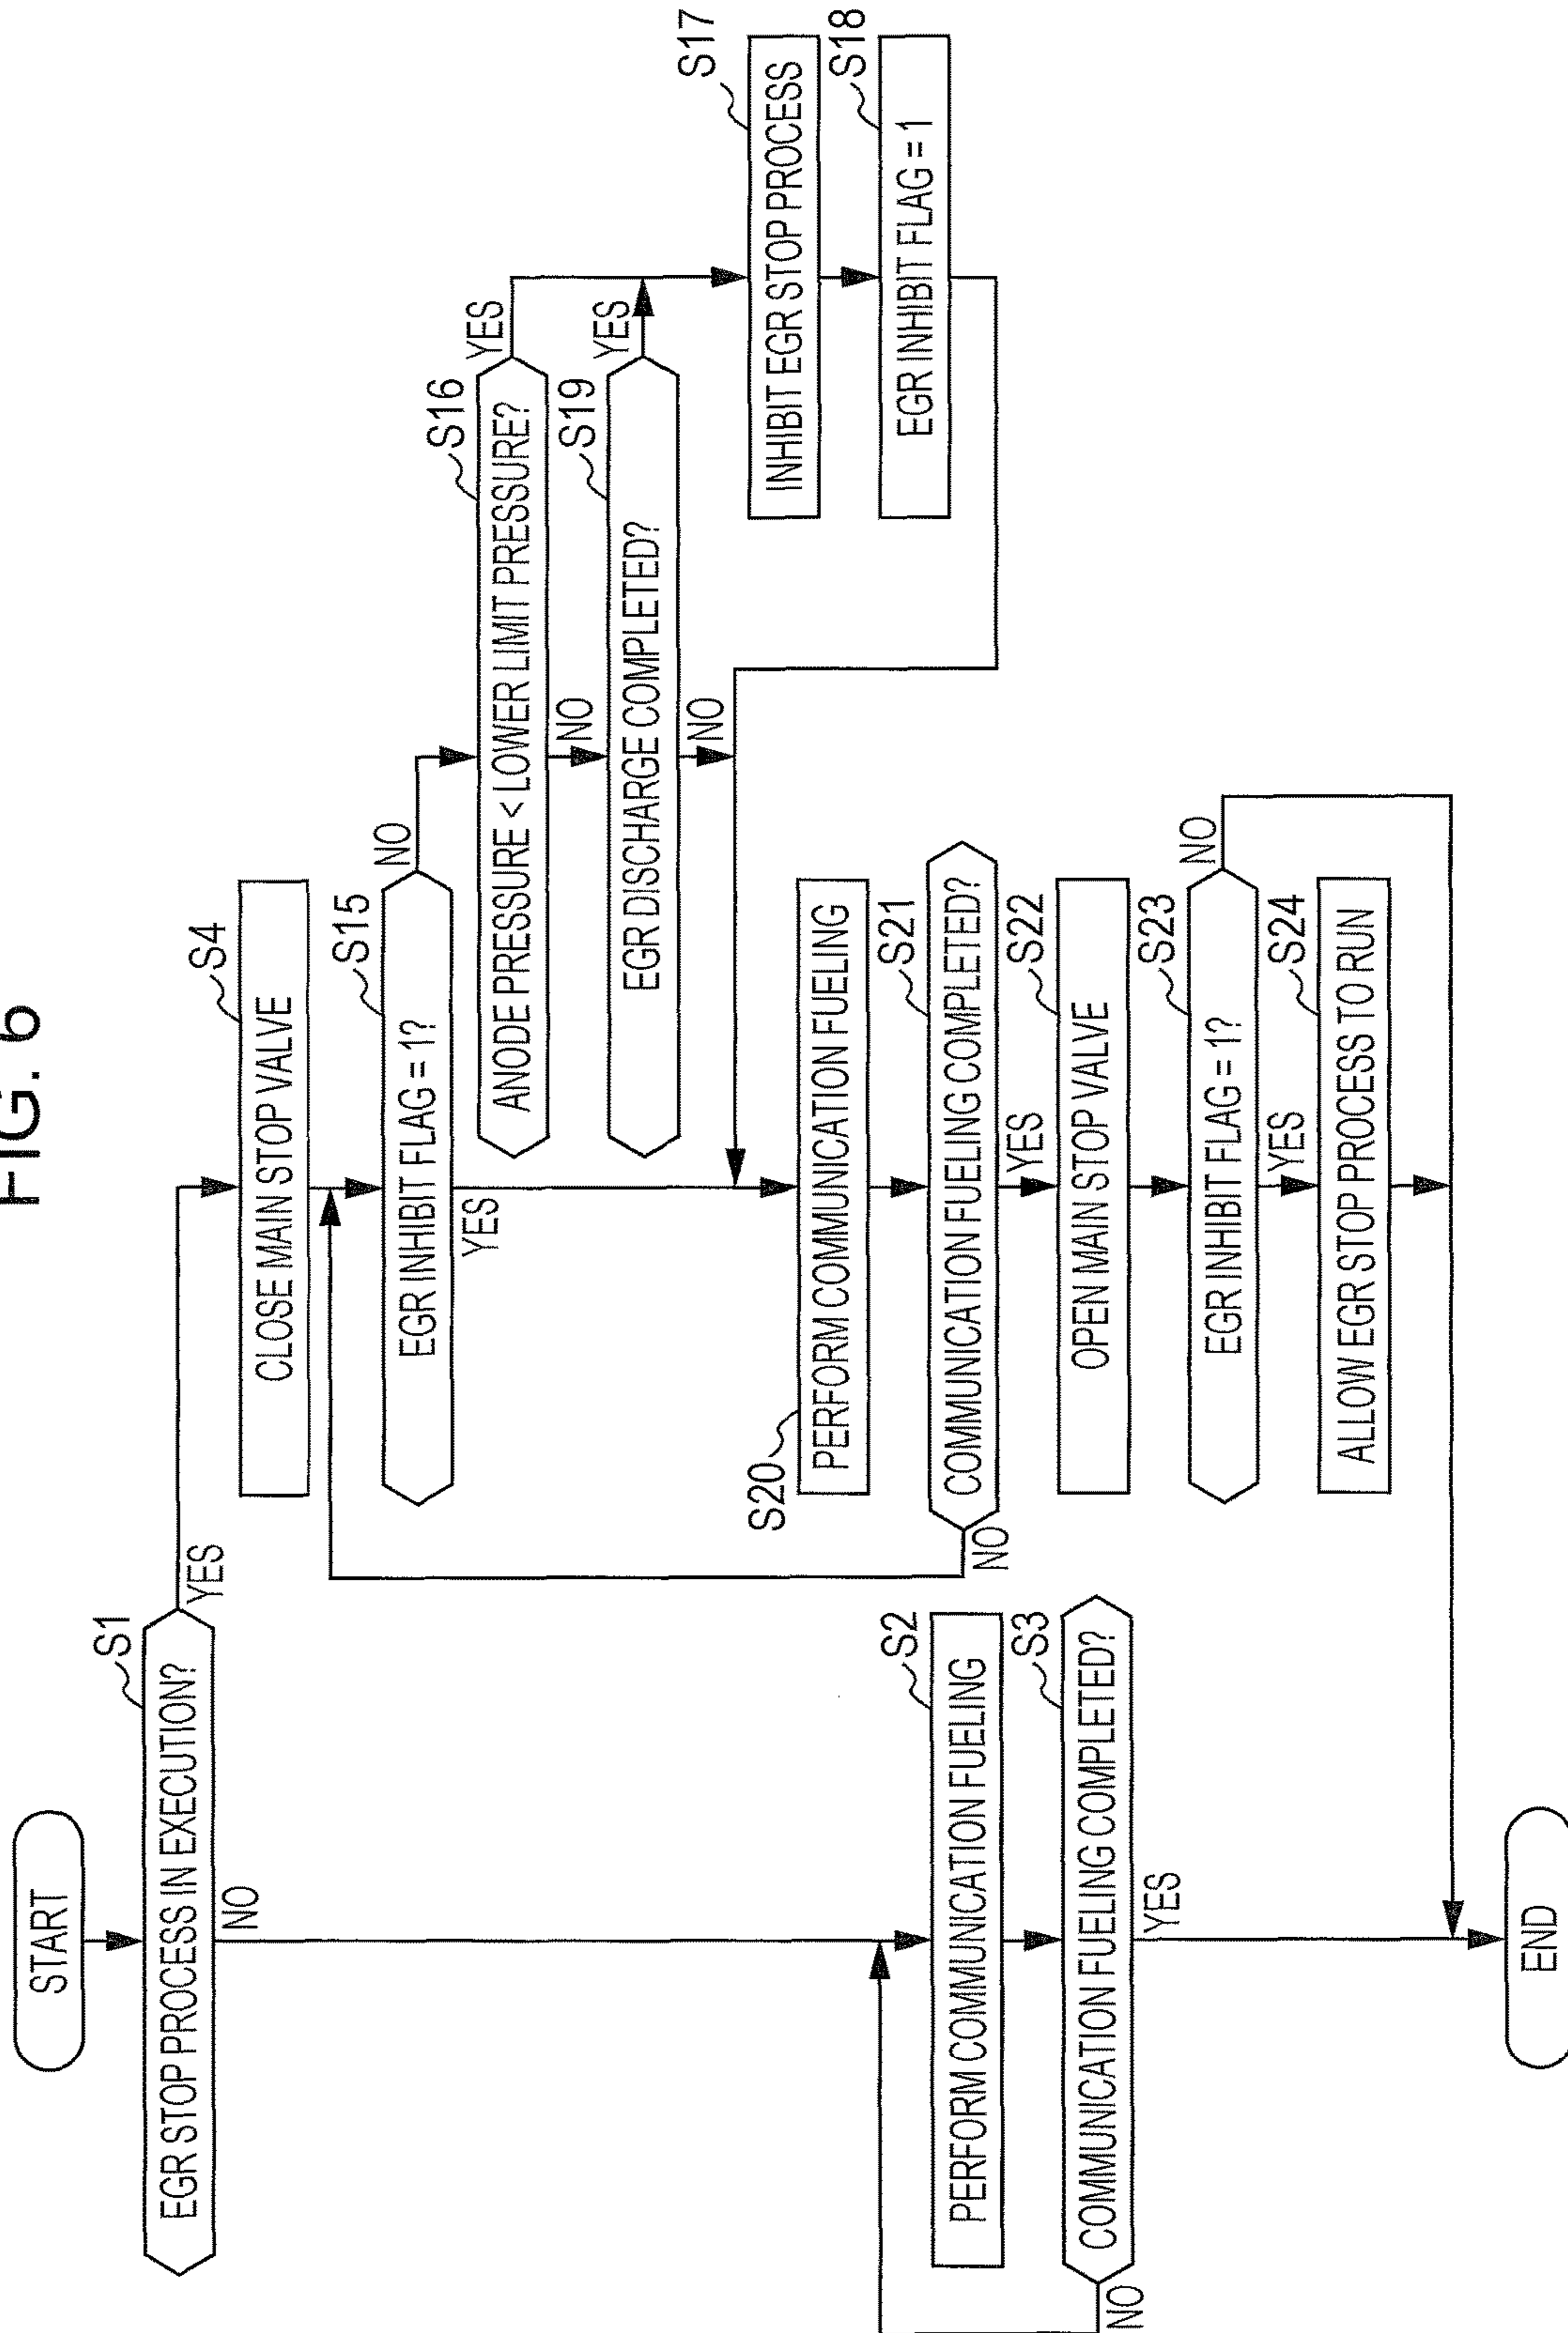 FIG. 6
START
S1
EGR STOP PROCESS IN EXECUTION?
YES
NO
S4
CLOSE MAIN STOP VALVE
S15
EGR INHIBIT FLAG = 1?
NO
YES
S16
ANODE PRESSURE < LOWER LIMIT PRESSURE?
YES
NO
S19
EGR DISCHARGE COMPLETED?
YES
NO
S17
INHIBIT EGR STOP PROCESS
S18
EGR INHIBIT FLAG = 1
S20
PERFORM COMMUNICATION FUELING
S21
COMMUNICATION FUELING COMPLETED?
NO
YES
S22
OPEN MAIN STOP VALVE
S23
EGR INHIBIT FLAG = 1?
NO
YES
S24
ALLOW EGR STOP PROCESS TO RUN
S2
PERFORM COMMUNICATION FUELING
S3
COMMUNICATION FUELING COMPLETED?
NO
YES
END